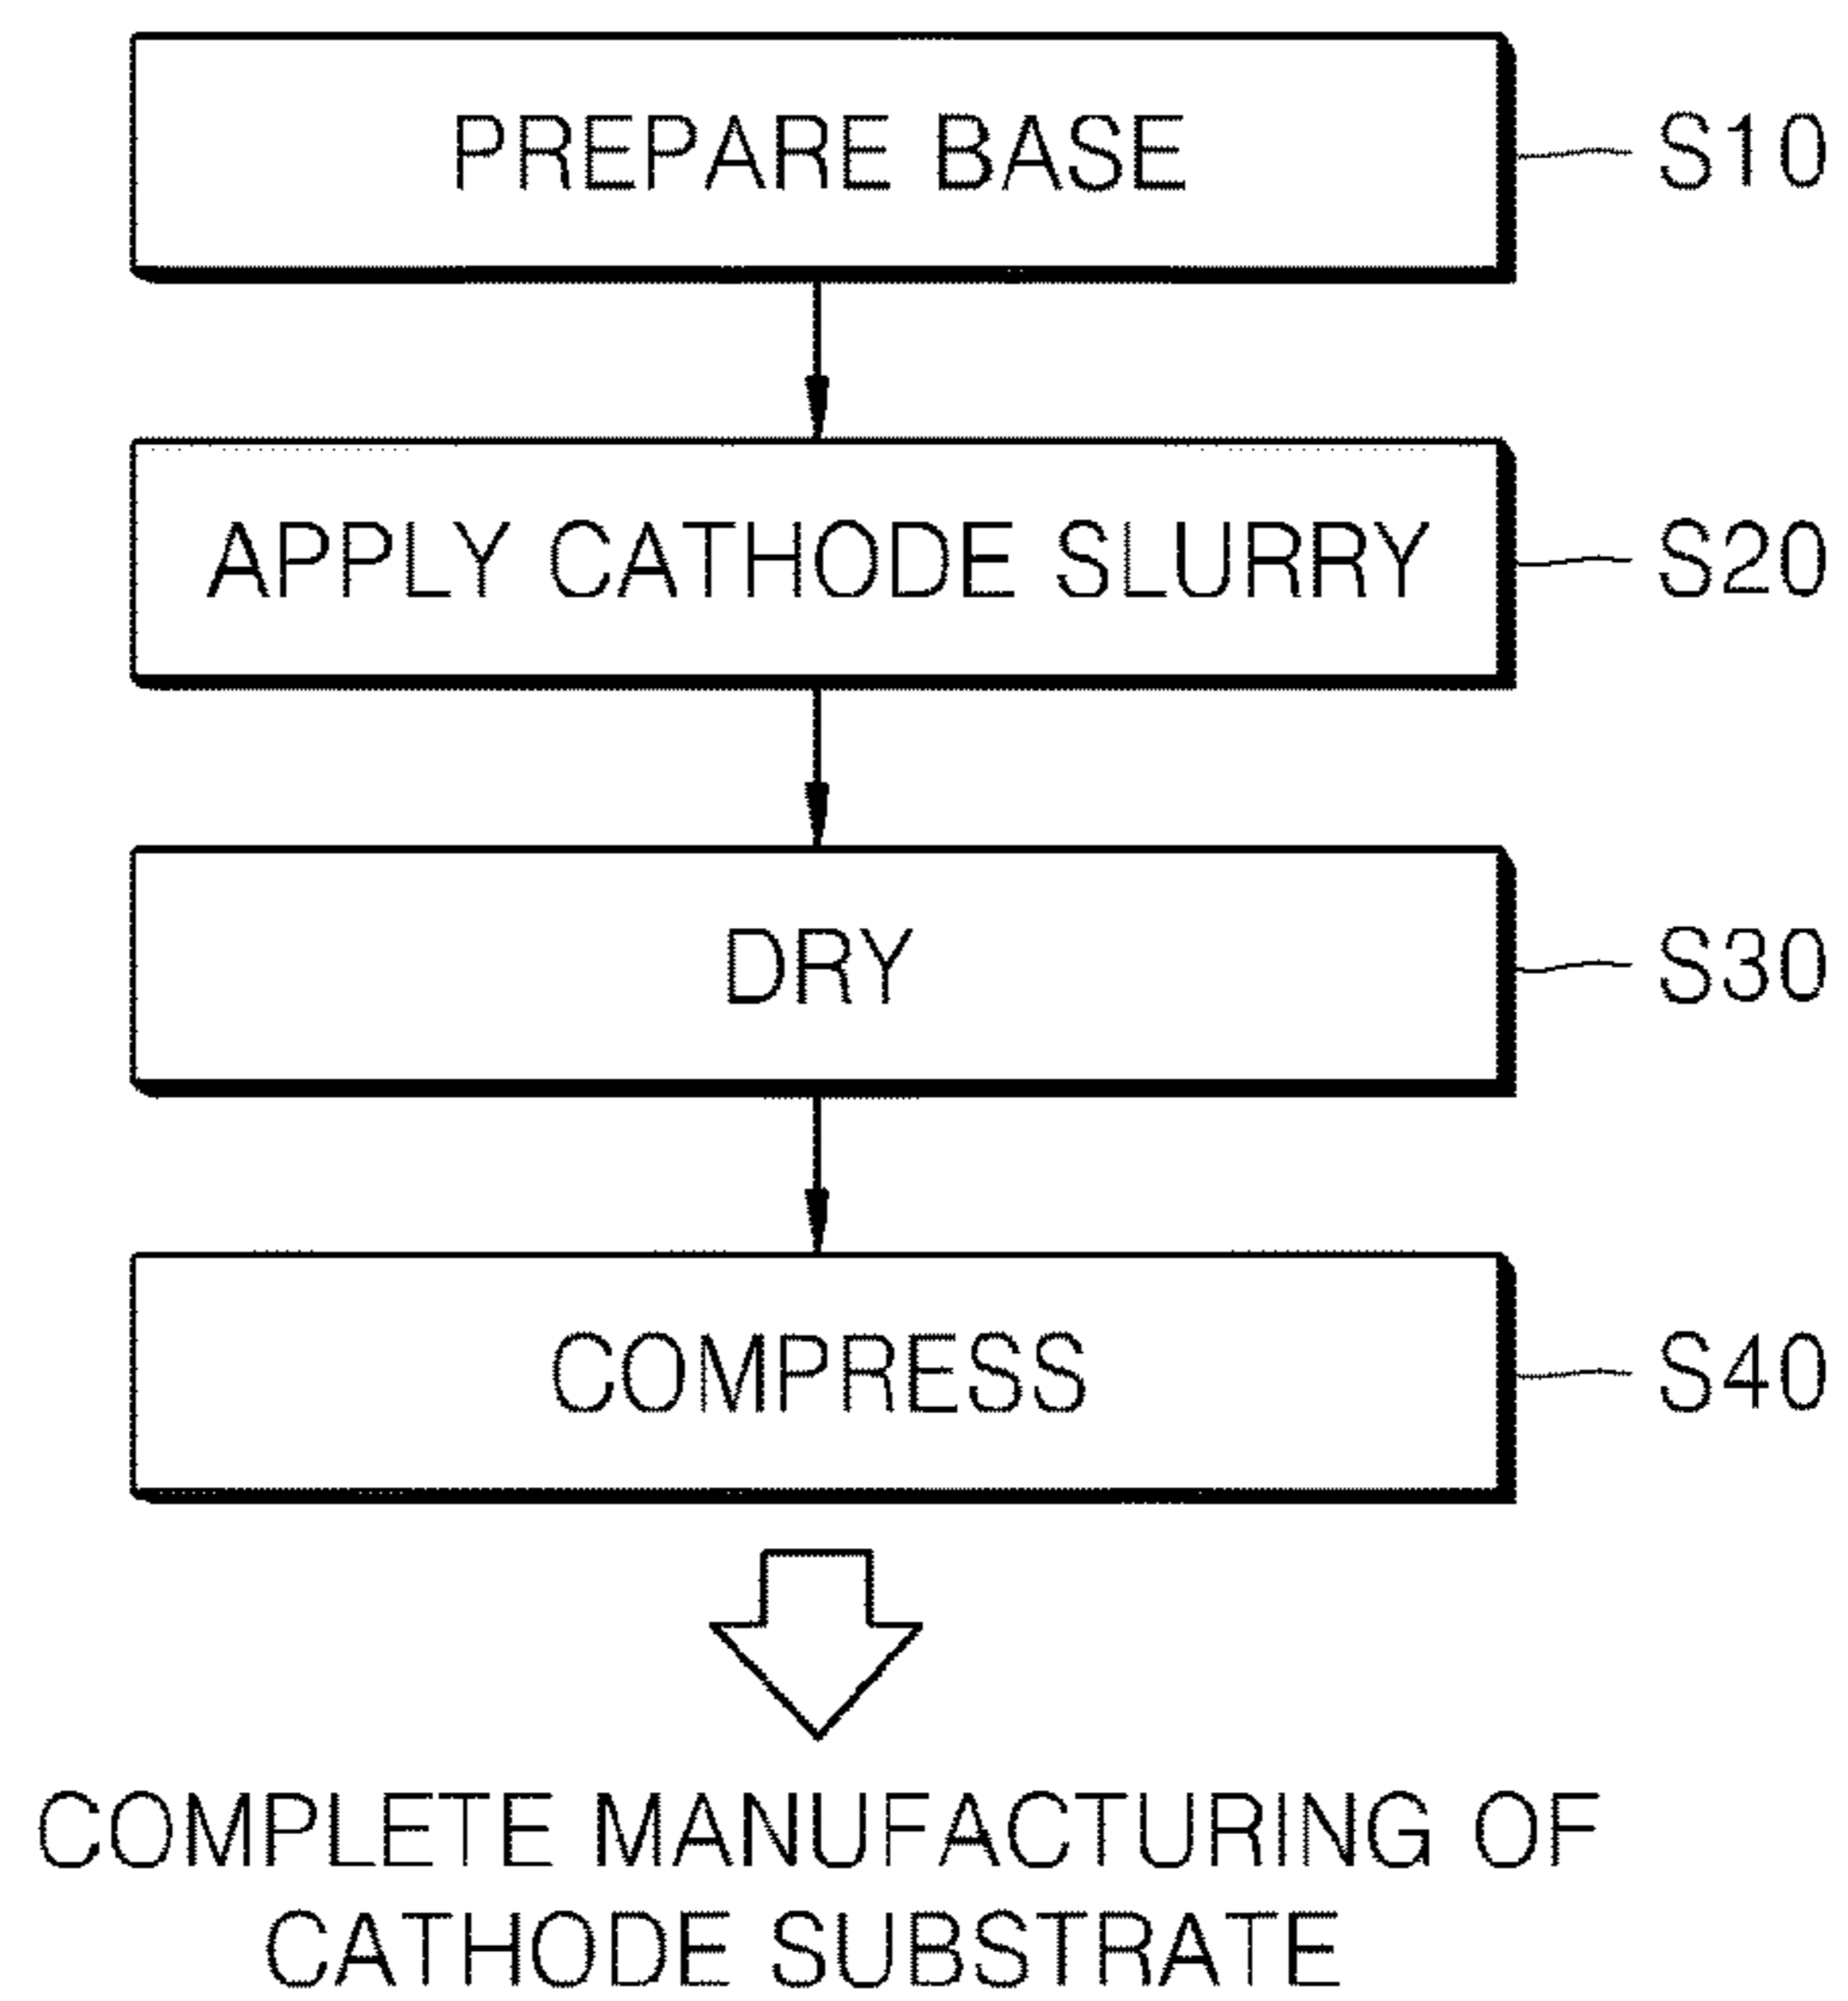 PREPARE BASE S10
APPLY CATHODE SLURRY S20
DRY S30
COMPRESS S40
COMPLETE MANUFACTURING OF
CATHODE SUBSTRATE